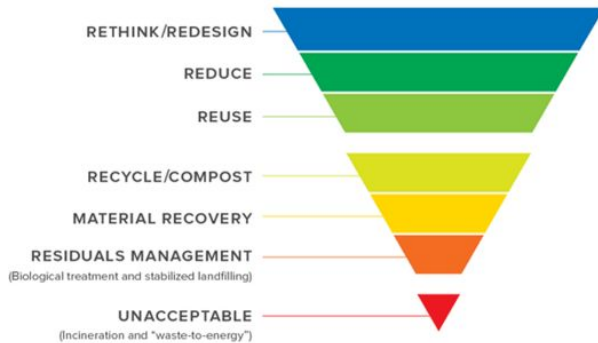 RETHINK/REDESIGN
REDUCE
REUSE
RECYCLE/COMPOST
MATERIAL RECOVERY
RESIDUALS MANAGEMENT
(Biological treatment and stabilized landfilling)
UNACCEPTABLE
(Incineration and “waste-to-energy”)